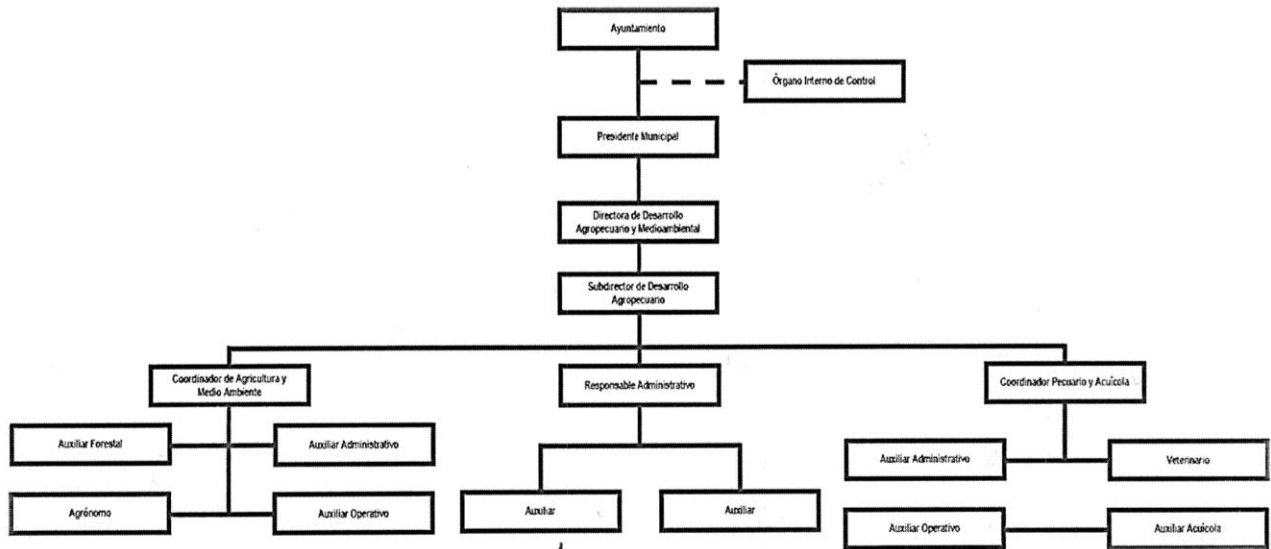 Ayuntamiento
Órgano Interno de Control
Presidente Municipal
Directora de Desarrollo
Agropecuario y Medioambiental
Subdirector de Desarrollo
Agropecuario
Coordinador de Agricultura y
Medio Ambiente
Responsable Administrativo
Coordinador Pecuario y Acuícola
Auxiliar Forestal
Auxiliar Administrativo
Auxiliar Administrativo
Veterinario
Agrónomo
Auxiliar Operativo
Auxiliar
Auxiliar
Auxiliar Operativo
Auxiliar Acuícola